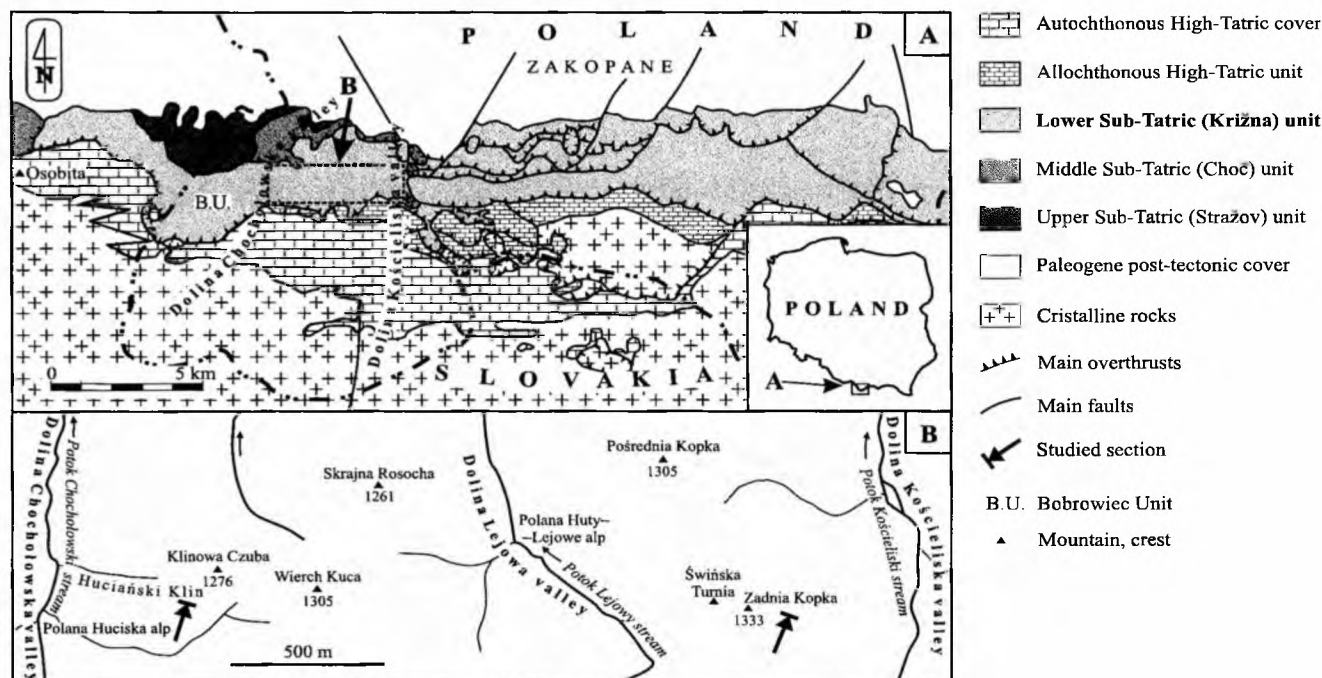 P O L A N D
A
N
ZAKOPANE
B
Osobita
B.U.
Dolina Kościeliska valley
0
5 km
S L O V A K I A
POLAND
A
B
Dolina Chochołowska valley
Potok Chochołowski stream
Skrajna Rosocha
1261
Pośrednia Kopka
1305
Dolina Lejowa valley
Polana Huty–
–Lejowe alp
Potok Lejowy stream
Potok Kościeliski stream
Dolina Kościeliska valley
Klinowa Czuba
1276
Wierch Kuca
1305
Huciański Klin
Polana Huciska alp
Świńska
Turnia
Zadnia Kopka
1333
500 m
Autochthonous High-Tatric cover
Allochthonous High-Tatric unit
Lower Sub-Tatric (Križna) unit
Middle Sub-Tatric (Choč) unit
Upper Sub-Tatric (Stražov) unit
Paleogene post-tectonic cover
Cristalline rocks
Main overthrusts
Main faults
Studied section
B.U. Bobrowiec Unit
Mountain, crest